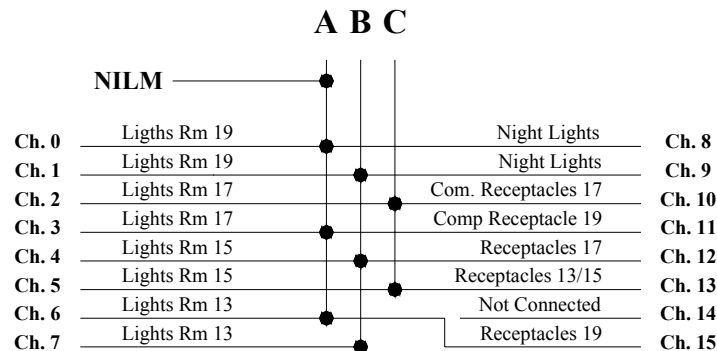 A B C
NILM
Ch. 0 Ligths Rm 19 Night Lights Ch. 8
Ch. 1 Lights Rm 19 Night Lights Ch. 9
Ch. 2 Lights Rm 17 Com. Receptacles 17 Ch. 10
Ch. 3 Lights Rm 17 Comp Receptacle 19 Ch. 11
Ch. 4 Lights Rm 15 Receptacles 17 Ch. 12
Ch. 5 Lights Rm 15 Receptacles 13/15 Ch. 13
Ch. 6 Lights Rm 13 Not Connected Ch. 14
Ch. 7 Lights Rm 13 Receptacles 19 Ch. 15